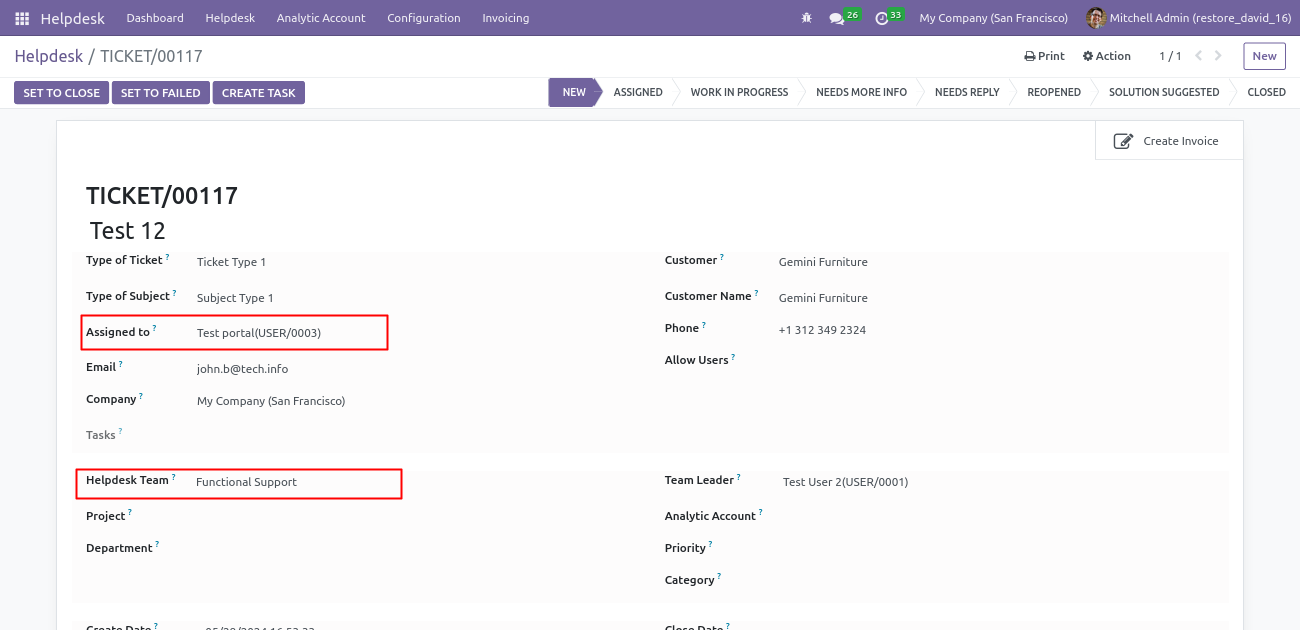 Helpdesk Dashboard Helpdesk Analytic Account Configuration Invoicing 26 33 My Company (San Francisco) Mitchell Admin (restore_david_16)
Helpdesk / TICKET/00117 Print Action 1 / 1 New
SET TO CLOSE SET TO FAILED CREATE TASK NEW ASSIGNED WORK IN PROGRESS NEEDS MORE INFO NEEDS REPLY REOPENED SOLUTION SUGGESTED CLOSED
Create Invoice
TICKET/00117
Test 12
Type of Ticket ? Ticket Type 1 Customer ? Gemini Furniture
Type of Subject ? Subject Type 1 Customer Name ? Gemini Furniture
Assigned to ? Test portal(USER/0003) Phone ? +1 312 349 2324
Email ? john.b@tech.info Allow Users ?
Company ? My Company (San Francisco)
Tasks ?
Helpdesk Team ? Functional Support Team Leader ? Test User 2(USER/0001)
Project ? Analytic Account ?
Department ? Priority ?
Category ?
Create Date ? Close Date ?